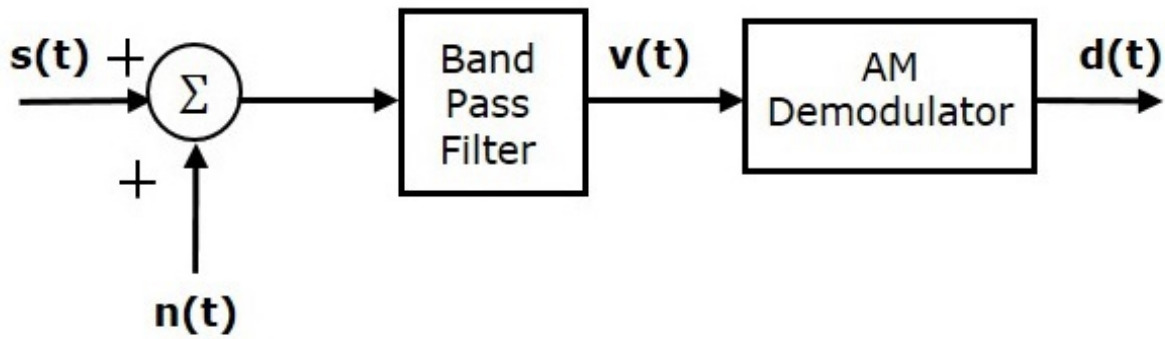 s(t)
+
Σ
+
n(t)
Band
Pass
Filter
v(t)
AM
Demodulator
d(t)